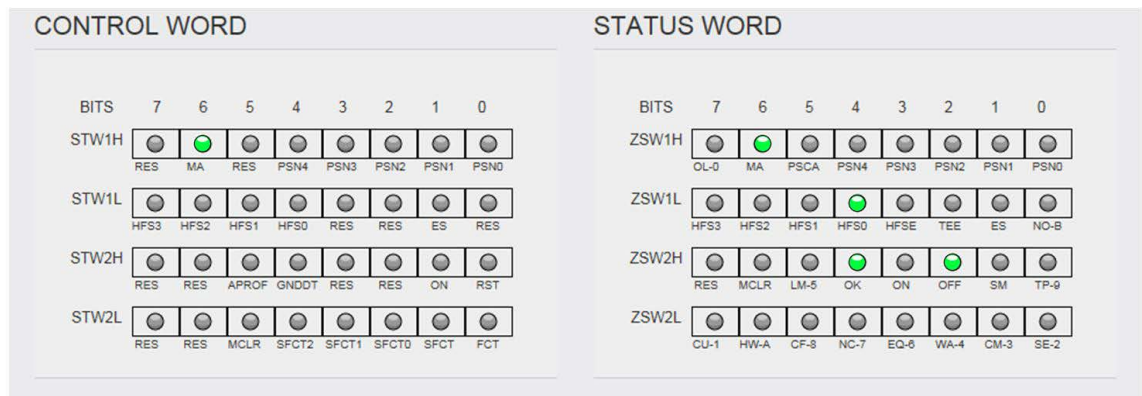 CONTROL WORD
BITS 7 6 5 4 3 2 1 0
STW1H
RES MA RES PSN4 PSN3 PSN2 PSN1 PSN0
STW1L
HFS3 HFS2 HFS1 HFS0 RES RES ES RES
STW2H
RES RES APROF GNDDT RES RES ON RST
STW2L
RES RES MCLR SFCT2 SFCT1 SFCT0 SFCT FCT
STATUS WORD
BITS 7 6 5 4 3 2 1 0
ZSW1H
OL-0 MA PSCA PSN4 PSN3 PSN2 PSN1 PSN0
ZSW1L
HFS3 HFS2 HFS1 HFS0 HFSE TEE ES NO-B
ZSW2H
RES MCLR LM-5 OK ON OFF SM TP-9
ZSW2L
CU-1 HW-A CF-8 NC-7 EQ-6 WA-4 CM-3 SE-2